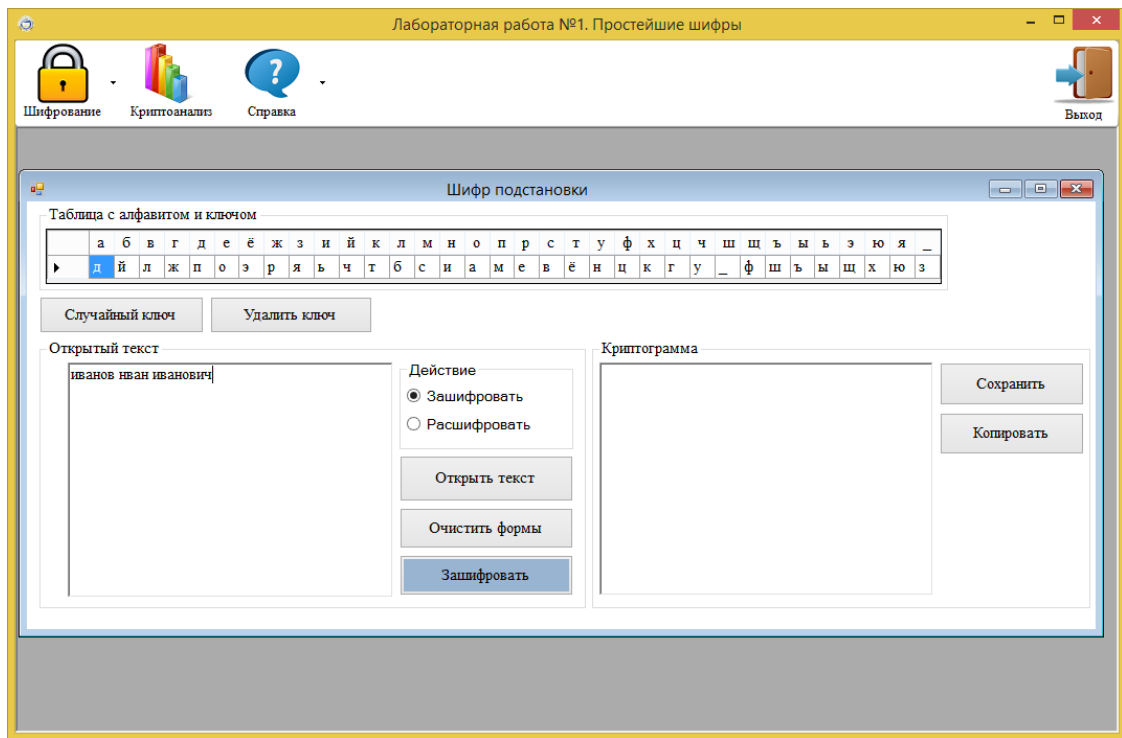 Лабораторная работа №1. Простейшие шифры
Шифрование Криптоанализ Справка Выход
Шифр подстановки
Таблица с алфавитом и ключом
а б в г д е ё ж з и й к л м н о п р с т у ф х ц ч ш щ ъ ы ь э ю я _
д й л ж п о э р я ь ч т б с и а м е в ё н ц к г у _ ф ш ъ ы щ х ю з
Случайный ключ Удалить ключ
Открытый текст Криптограмма
иванов нван иванович
Действие
Зашифровать
Расшифровать
Сохранить
Копировать
Открыть текст
Очистить формы
Зашифровать